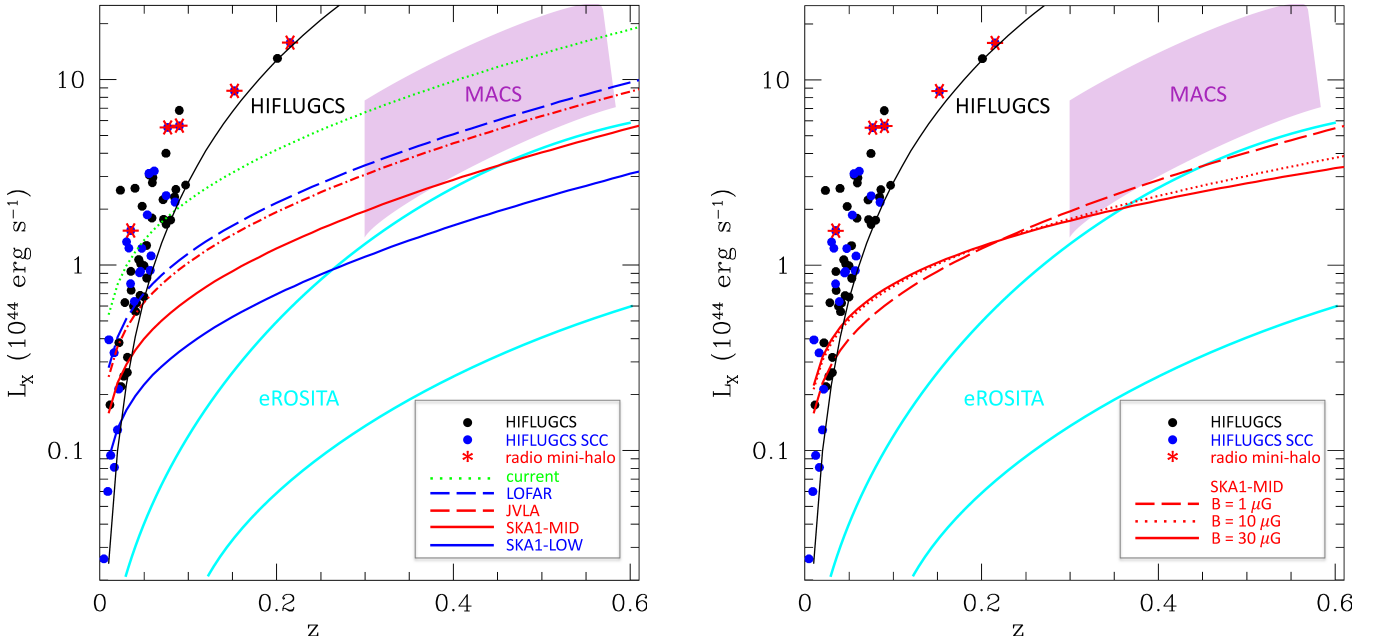 10
1
0.1
L_X (10^44 erg s^−1)
HIFLUGCS
MACS
eROSITA
HIFLUGCS
HIFLUGCS SCC
radio mini-halo
current
LOFAR
JVLA
SKA1-MID
SKA1-LOW
0 0.2 0.4 0.6
z
10
1
0.1
L_X (10^44 erg s^−1)
HIFLUGCS
MACS
eROSITA
HIFLUGCS
HIFLUGCS SCC
radio mini-halo
SKA1-MID
B = 1 μG
B = 10 μG
B = 30 μG
0 0.2 0.4 0.6
z